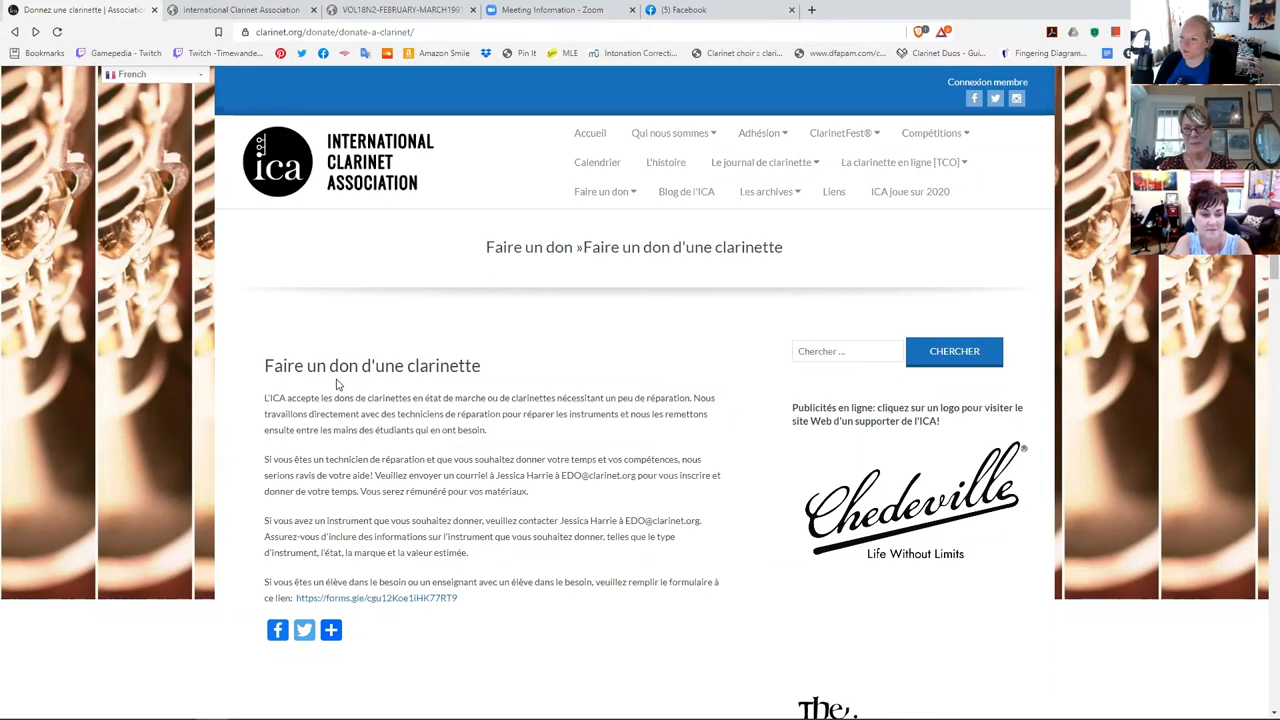 Donnez une clarinette | Associatio
International Clarinet Association
VOL18N2-FEBRUARY-MARCH1991
Meeting Information - Zoom
(5) Facebook
clarinet.org/donate/donate-a-clarinet/
Bookmarks
Gamepedia - Twitch
Twitch -Timewande...
Amazon Smile
Pin It
MLE
Intonation Correcti...
Clarinet choir :: clari...
www.dfapam.com/c...
Clarinet Duos - Gui...
Fingering Diagram...
French
Connexion membre
ica
INTERNATIONAL
CLARINET
ASSOCIATION
Accueil Qui nous sommes Adhésion ClarinetFest® Compétitions
Calendrier L'histoire Le journal de clarinette La clarinette en ligne [TCO]
Faire un don Blog de l'ICA Les archives Liens ICA joue sur 2020
Faire un don »Faire un don d'une clarinette
Faire un don d'une clarinette
L'ICA accepte les dons de clarinettes en état de marche ou de clarinettes nécessitant un peu de réparation. Nous
travaillons directement avec des techniciens de réparation pour réparer les instruments et nous les remettons
ensuite entre les mains des étudiants qui en ont besoin.
Si vous êtes un technicien de réparation et que vous souhaitez donner votre temps et vos compétences, nous
serions ravis de votre aide! Veuillez envoyer un courriel à Jessica Harrie à EDO@clarinet.org pour vous inscrire et
donner de votre temps. Vous serez rémunéré pour vos matériaux.
Si vous avez un instrument que vous souhaitez donner, veuillez contacter Jessica Harrie à EDO@clarinet.org.
Assurez-vous d'inclure des informations sur l'instrument que vous souhaitez donner, telles que le type
d'instrument, l'état, la marque et la valeur estimée.
Si vous êtes un élève dans le besoin ou un enseignant avec un élève dans le besoin, veuillez remplir le formulaire à
ce lien: https://forms.gle/cgu12Koe1iHK77RT9
Chercher ...
CHERCHER
Publicités en ligne: cliquez sur un logo pour visiter le
site Web d'un supporter de l'ICA!
Chedeville®
Life Without Limits
The